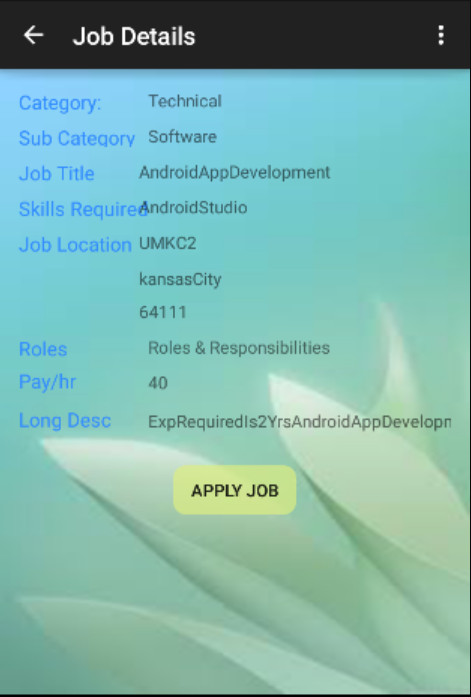 Job Details
Category: Technical
Sub Category Software
Job Title AndroidAppDevelopment
Skills Required AndroidStudio
Job Location UMKC2
kansasCity
64111
Roles Roles & Responsibilities
Pay/hr 40
Long Desc ExpRequiredIs2YrsAndroidAppDevelopn
APPLY JOB